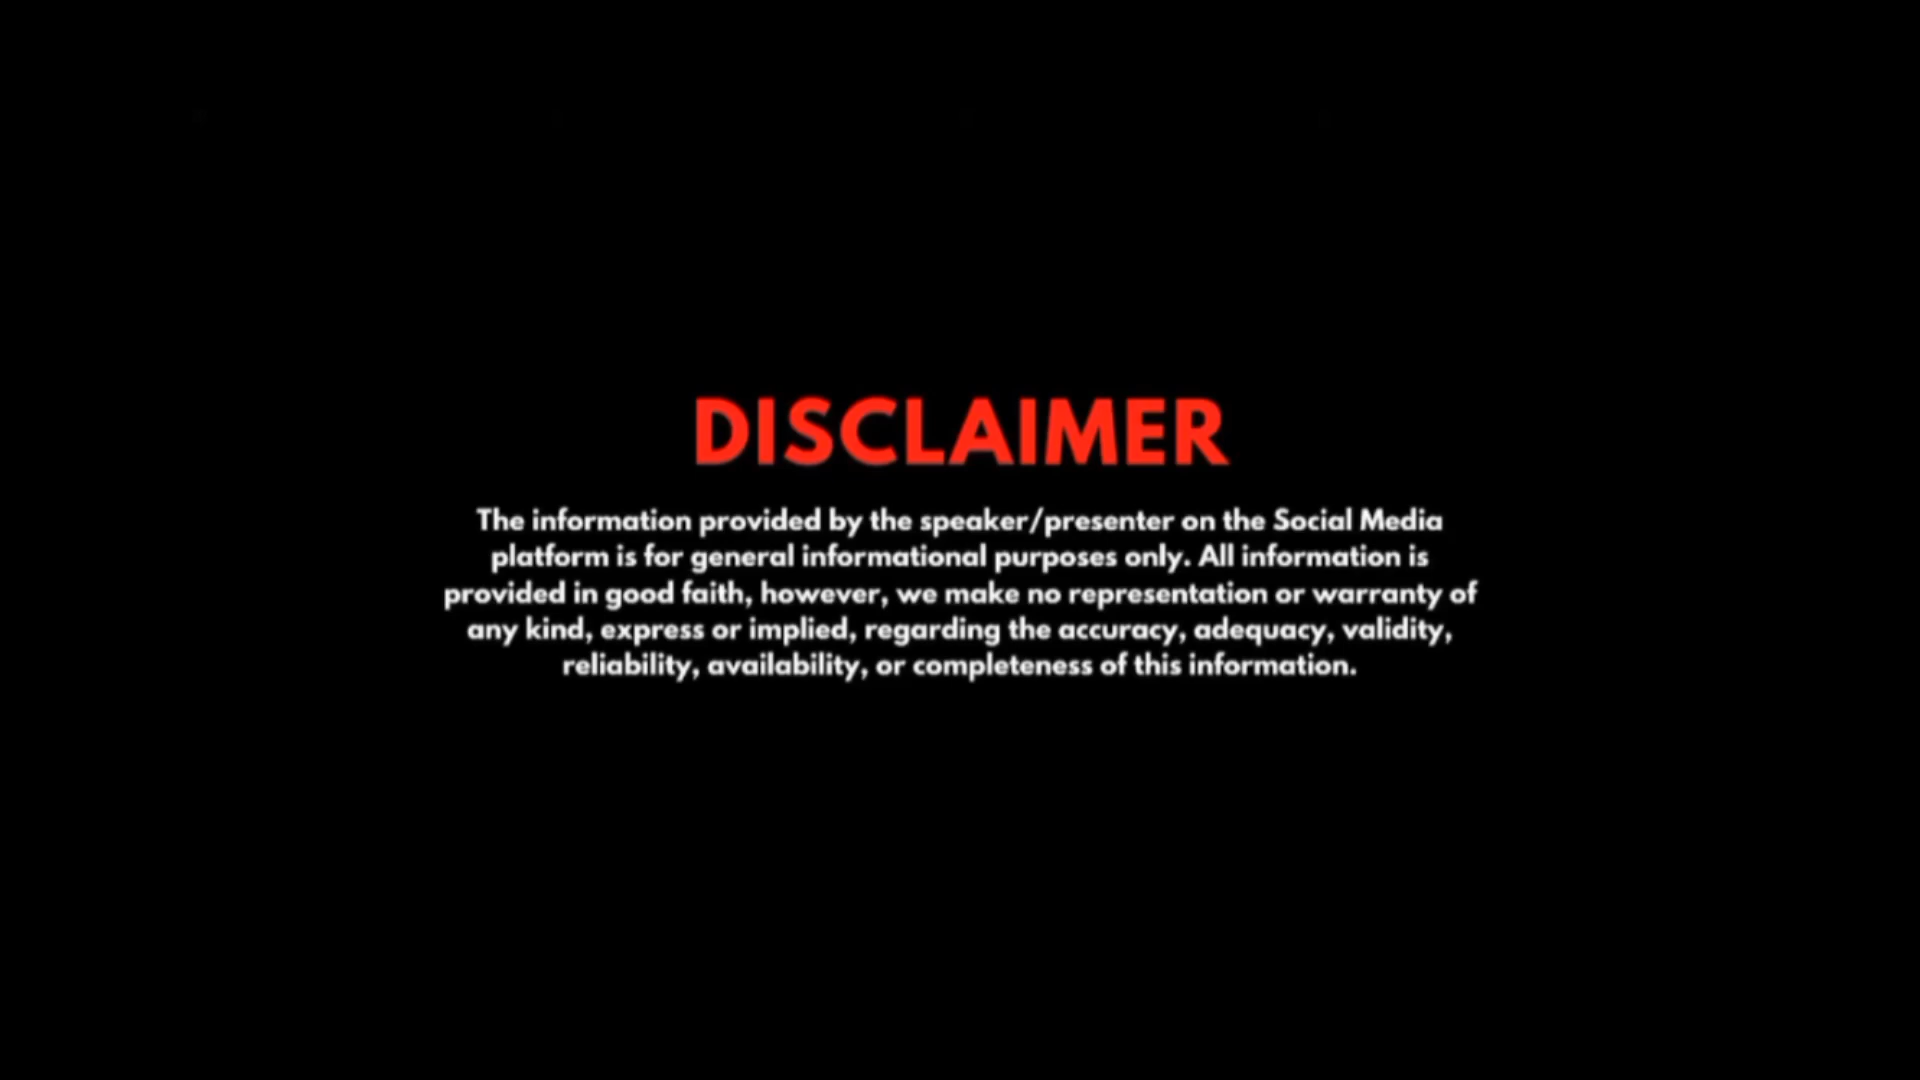 DISCLAIMER
The information provided by the speaker/presenter on the Social Media
platform is for general informational purposes only. All information is
provided in good faith, however, we make no representation or warranty of
any kind, express or implied, regarding the accuracy, adequacy, validity,
reliability, availability, or completeness of this information.